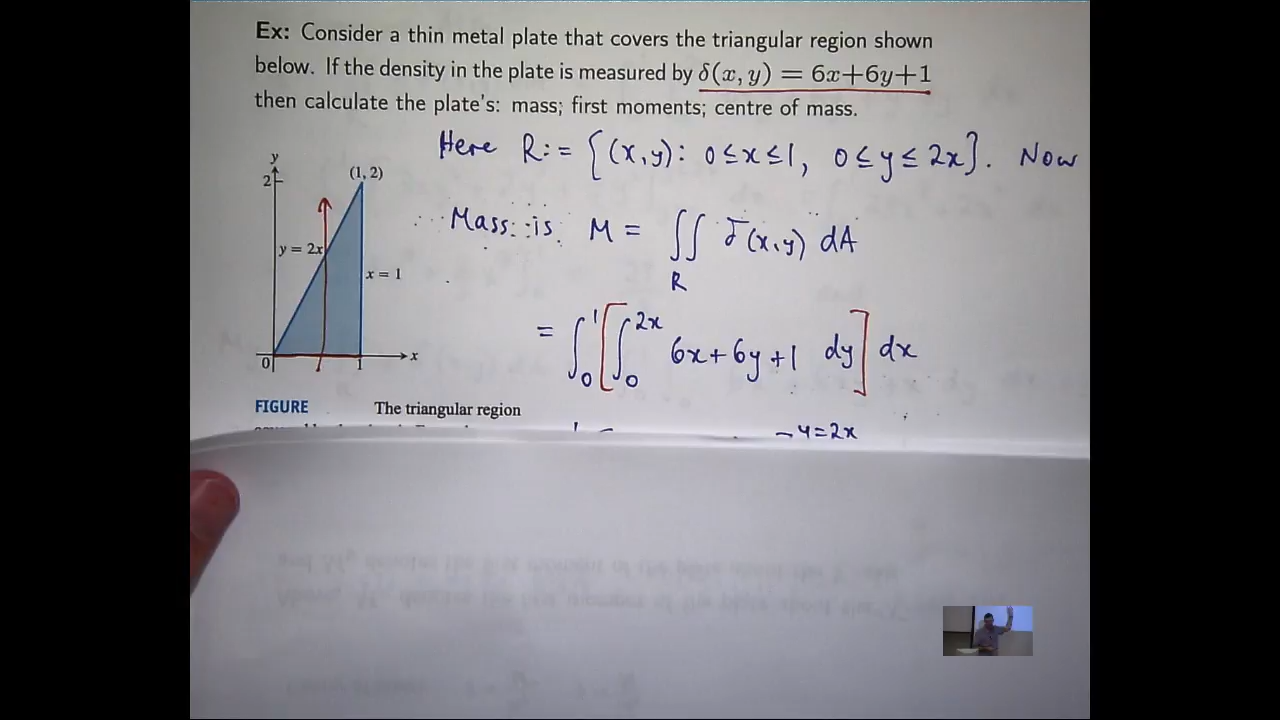 Ex: Consider a thin metal plate that covers the triangular region shown
below. If the density in the plate is measured by δ(x, y) = 6x+6y+1
then calculate the plate's: mass; first moments; centre of mass.
Here R:= {(x,y): 0≤x≤1, 0≤y≤2x}. Now
y
2
(1, 2)
Mass is M = ∬ δ(x,y) dA
R
y = 2x
x = 1
= ∫₀¹ [∫₀²ˣ 6x+6y+1 dy] dx
0
1
x
FIGURE The triangular region
y=2x